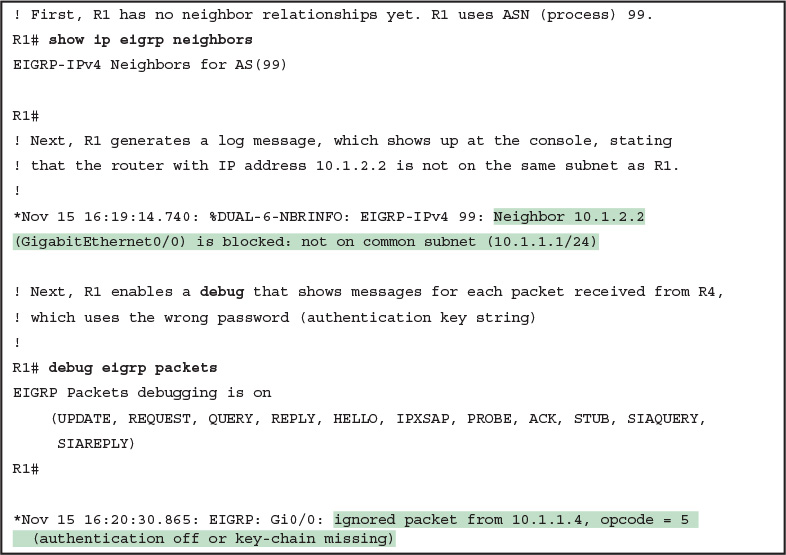 ! First, R1 has no neighbor relationships yet. R1 uses ASN (process) 99.
R1# show ip eigrp neighbors
EIGRP-IPv4 Neighbors for AS(99)
R1#
! Next, R1 generates a log message, which shows up at the console, stating
! that the router with IP address 10.1.2.2 is not on the same subnet as R1.
!
*Nov 15 16:19:14.740: %DUAL-6-NBRINFO: EIGRP-IPv4 99: Neighbor 10.1.2.2
(GigabitEthernet0/0) is blocked: not on common subnet (10.1.1.1/24)
! Next, R1 enables a debug that shows messages for each packet received from R4,
! which uses the wrong password (authentication key string)
!
R1# debug eigrp packets
EIGRP Packets debugging is on
(UPDATE, REQUEST, QUERY, REPLY, HELLO, IPXSAP, PROBE, ACK, STUB, SIAQUERY,
SIAREPLY)
R1#
*Nov 15 16:20:30.865: EIGRP: Gi0/0: ignored packet from 10.1.1.4, opcode = 5
(authentication off or key-chain missing)